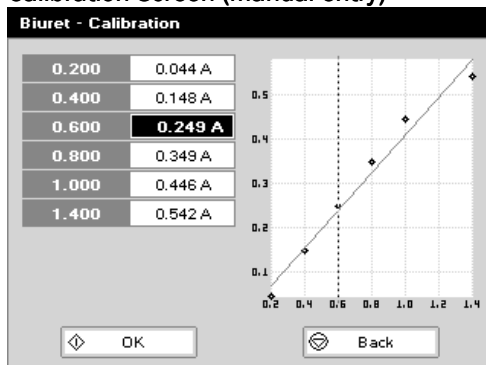 Calibration Screen (manual entry)
Biuret - Calibration
0.200 0.044 A
0.400 0.148 A
0.600 0.249 A
0.800 0.349 A
1.000 0.446 A
1.400 0.542 A
0.5
0.4
0.3
0.2
0.1
0.2 0.4 0.6 0.8 1.0 1.2 1.4
OK
Back